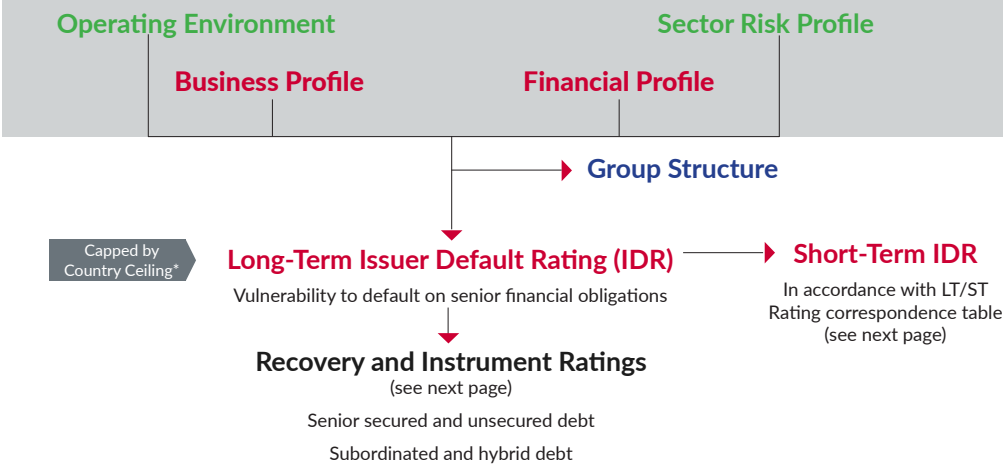 Operating Environment
Sector Risk Profile
Business Profile
Financial Profile
Group Structure
Capped by
Country Ceiling*
Long-Term Issuer Default Rating (IDR)
Vulnerability to default on senior financial obligations
Short-Term IDR
In accordance with LT/ST
Rating correspondence table
(see next page)
Recovery and Instrument Ratings
(see next page)
Senior secured and unsecured debt
Subordinated and hybrid debt